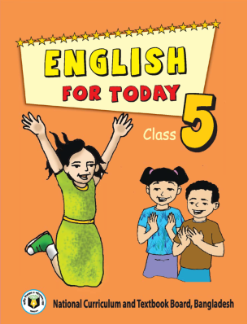 ENGLISH
FOR TODAY
Class 5
National Curriculum and Textbook Board, Bangladesh